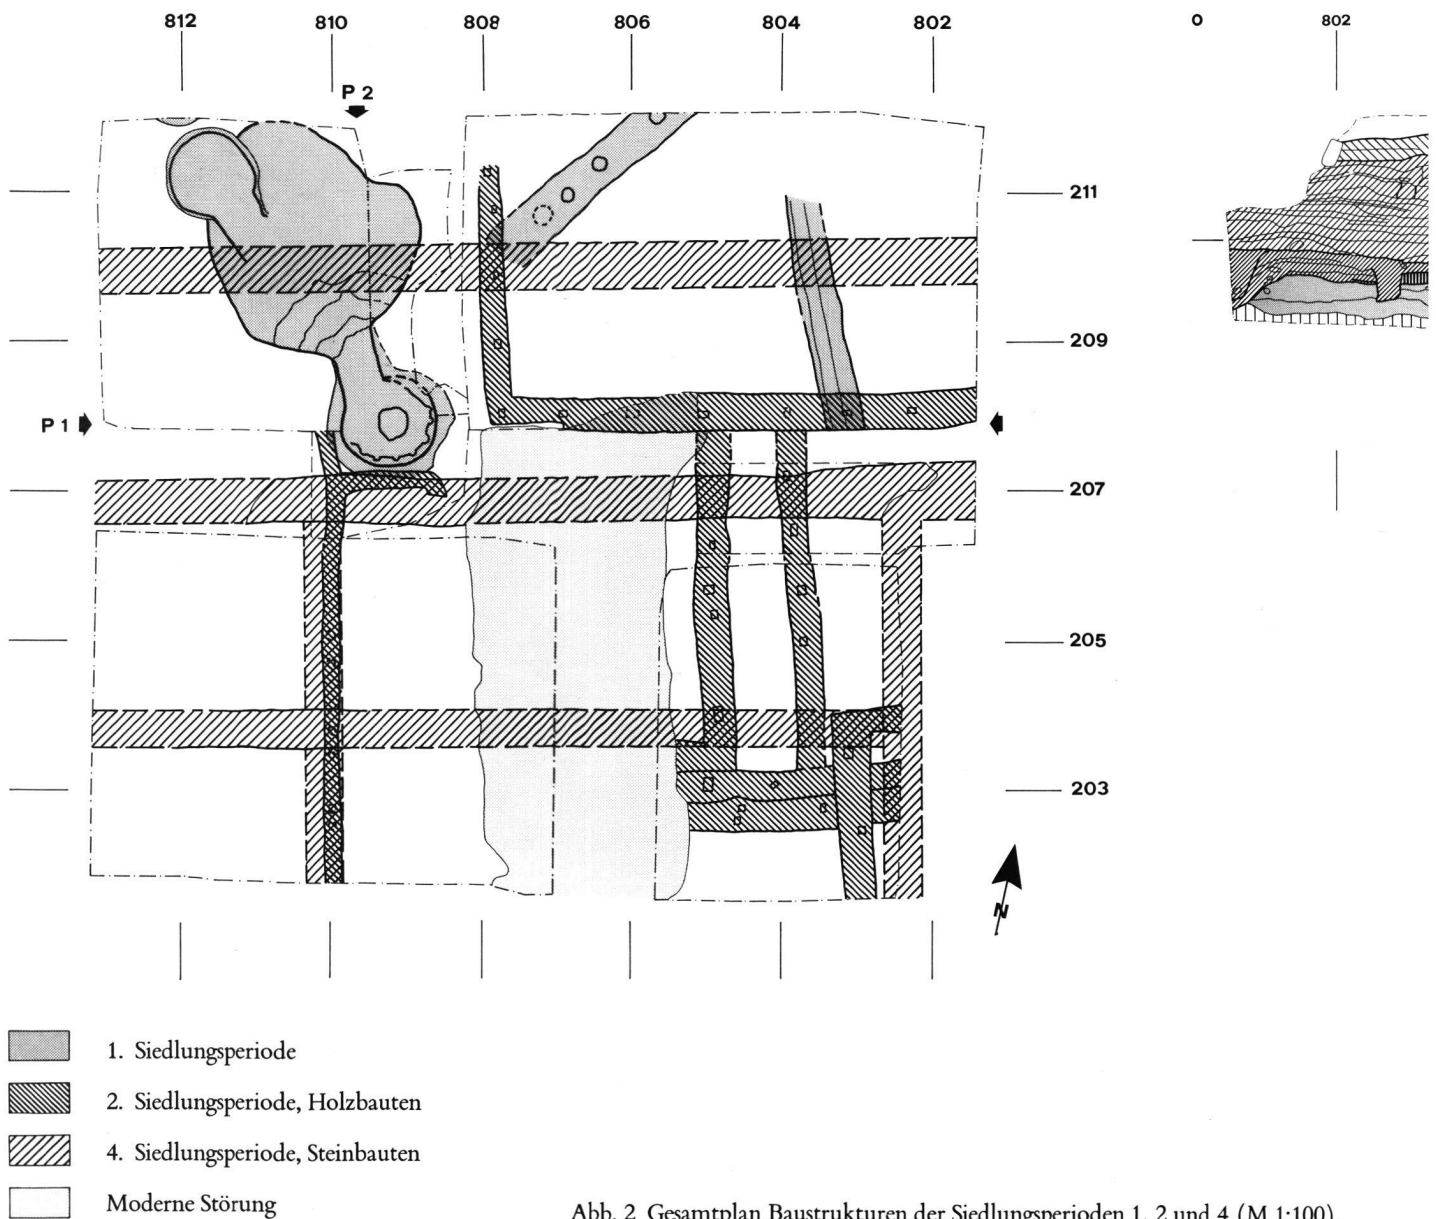 812 810 808 806 804 802 O 802
P 2
211
209
P 1
207
205
203
N
1. Siedlungsperiode
2. Siedlungsperiode, Holzbauten
4. Siedlungsperiode, Steinbauten
Moderne Störung
Abb. 2 Gesamtplan Baustrukturen der Siedlungsperioden 1, 2 und 4 (M 1:100)